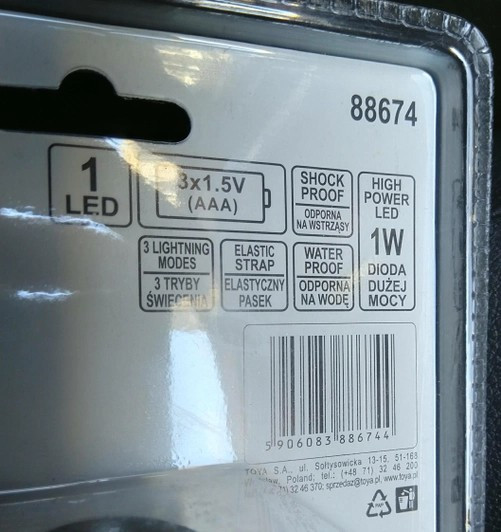 88674
1
LED
3x1.5V
(AAA)
SHOCK
PROOF
ODPORNA
NA WSTRZĄSY
HIGH
POWER
LED
1W
DIODA
DUŻEJ
MOCY
3 LIGHTNING
MODES
3 TRYBY
ŚWIECENIA
ELASTIC
STRAP
ELASTYCZNY
PASEK
WATER
PROOF
ODPORNA
NA WODĘ
5 906083 886744
TOYA S.A., ul. Sołtysowicka 13-15, 51-168
Poland; tel.: (+48 71) 32 46 200
71) 32 46 370; sprzedaz@toya.pl, www.toya.pl